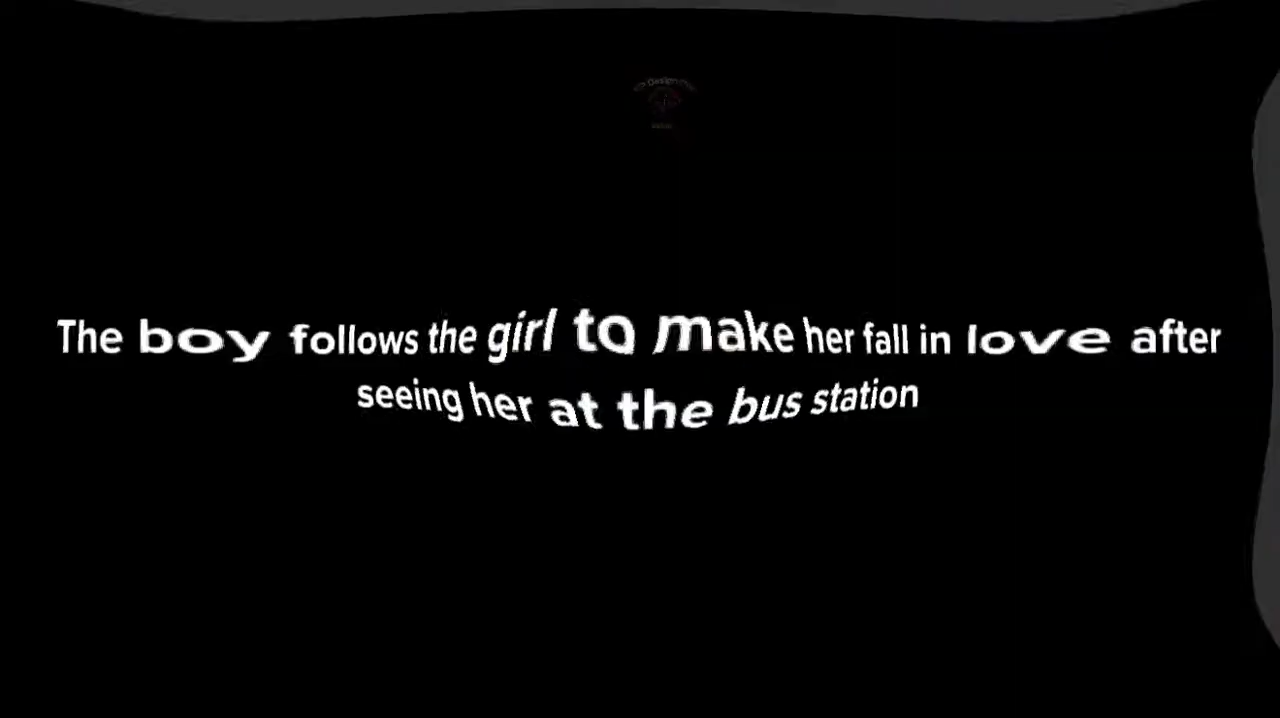 The boy follows the girl to make her fall in love after
seeing her at the bus station